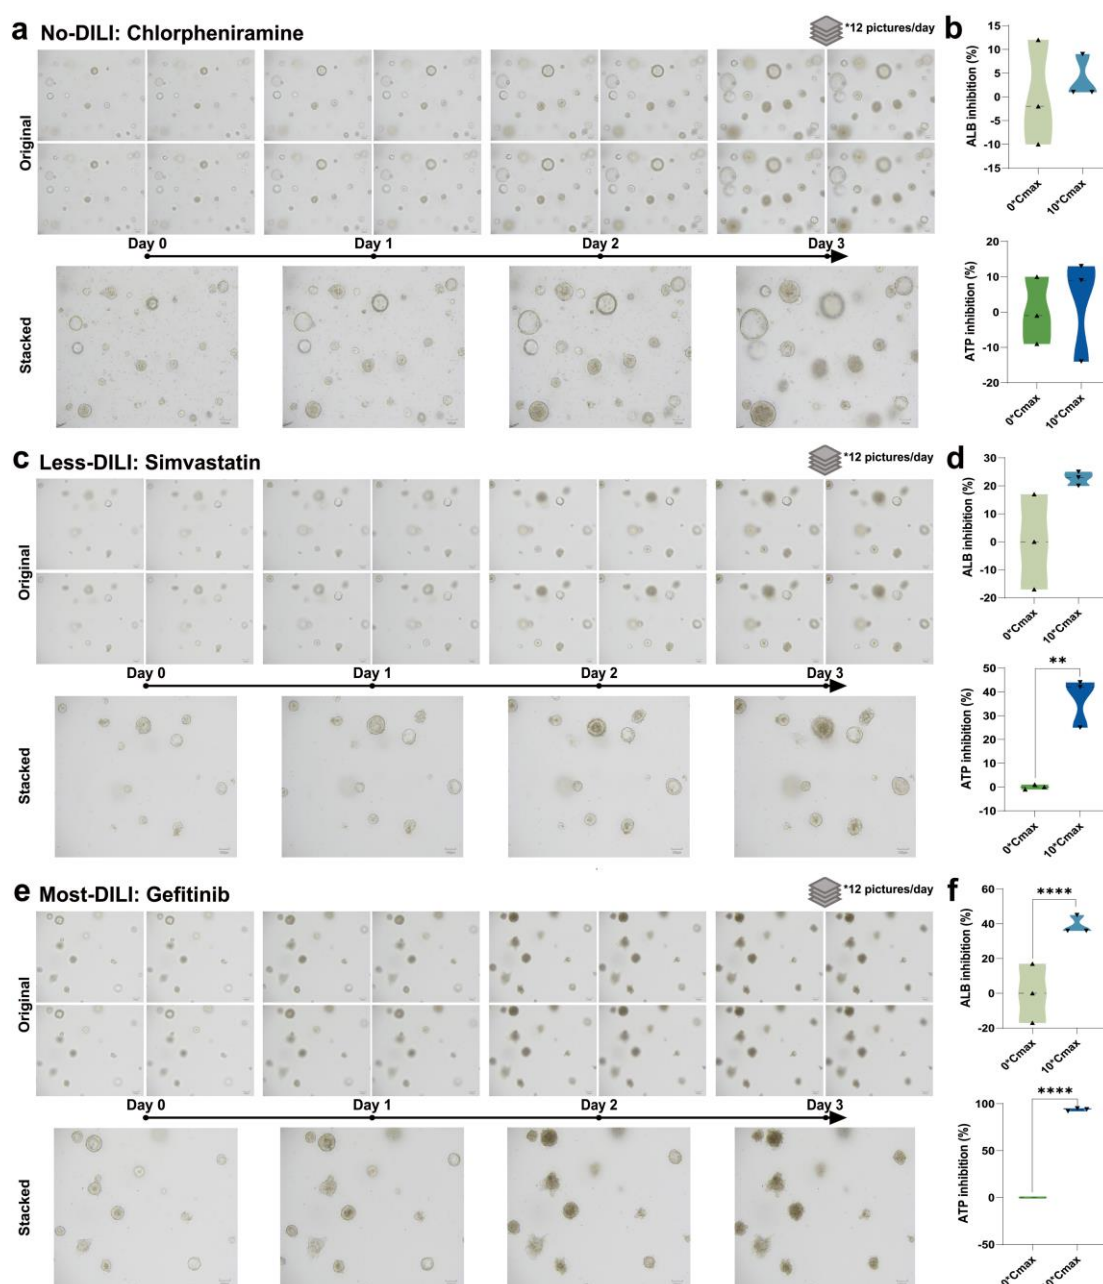 a No-DILI: Chlorpheniramine
*12 pictures/day
Original
Day 0
Day 1
Day 2
Day 3
Stacked
b
ALB inhibition (%)
15
10
5
0
-5
-10
-15
0*Cmax
10*Cmax
ATP inhibition (%)
20
10
0
-10
-20
0*Cmax
10*Cmax
c Less-DILI: Simvastatin
*12 pictures/day
Original
Day 0
Day 1
Day 2
Day 3
Stacked
d
ALB inhibition (%)
30
20
10
0
-10
-20
0*Cmax
10*Cmax
ATP inhibition (%)
50
40
30
20
10
0
-10
**
0*Cmax
10*Cmax
e Most-DILI: Gefitinib
*12 pictures/day
Original
Day 0
Day 1
Day 2
Day 3
Stacked
f
ALB inhibition (%)
60
40
20
0
-20
****
0*Cmax
10*Cmax
ATP inhibition (%)
100
50
0
-50
****